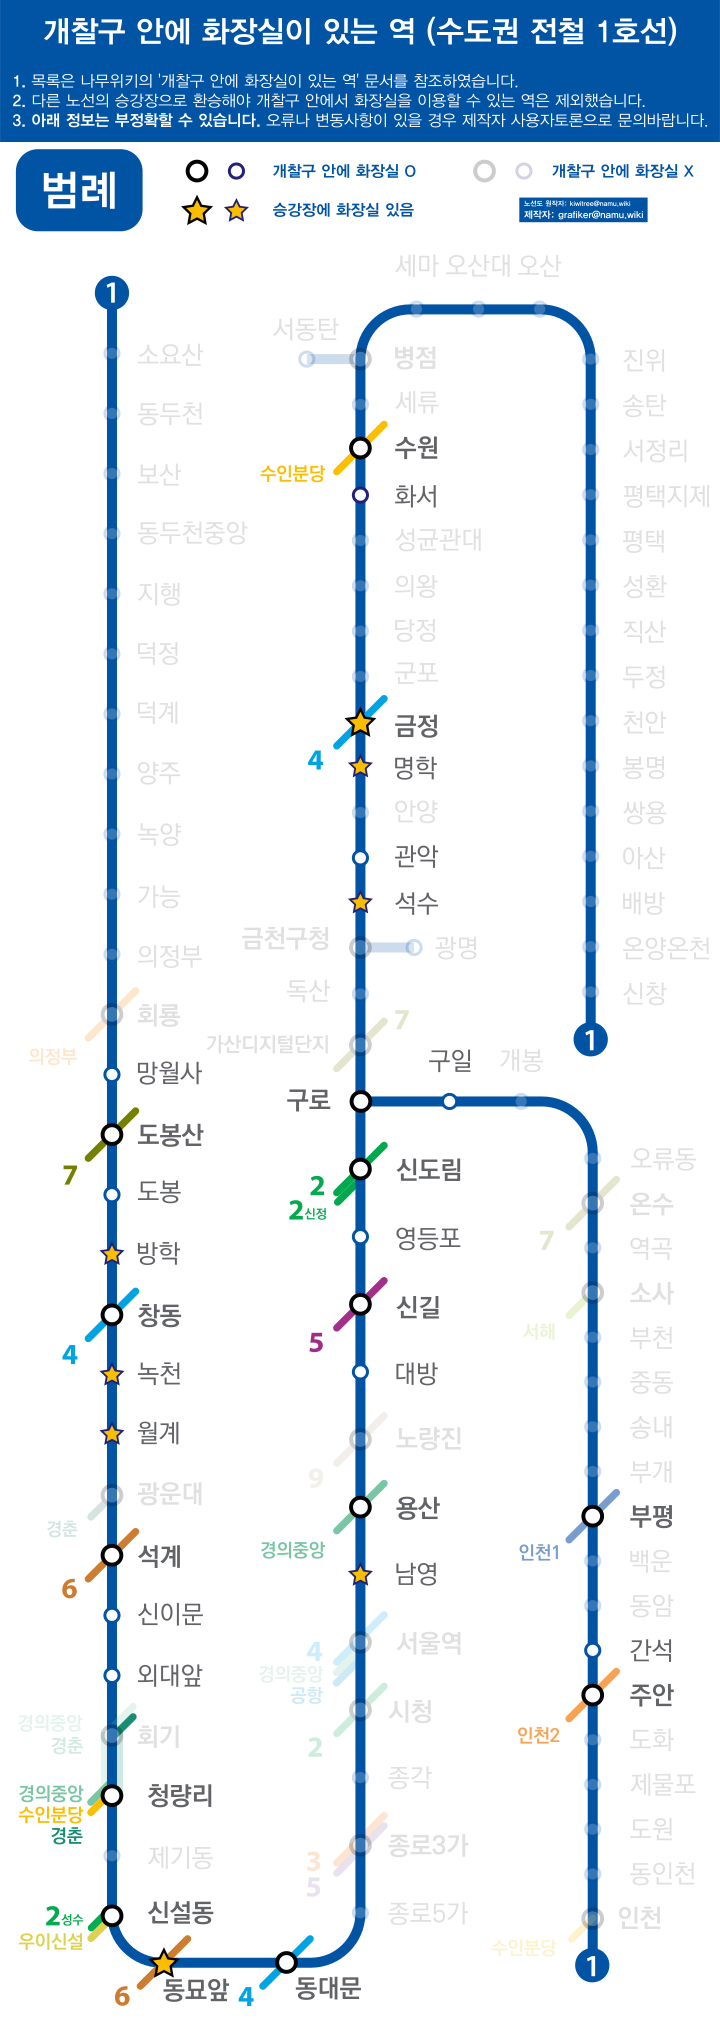 개찰구 안에 화장실이 있는 역 (수도권 전철 1호선)
1. 목록은 나무위키의 '개찰구 안에 화장실이 있는 역' 문서를 참조하였습니다.
2. 다른 노선의 승강장으로 환승해야 개찰구 안에서 화장실을 이용할 수 있는 역은 제외했습니다.
3. 아래 정보는 부정확할 수 있습니다. 오류나 변동사항이 있을 경우 제작자 사용자토론으로 문의바랍니다.
범례
개찰구 안에 화장실 O
개찰구 안에 화장실 X
승강장에 화장실 있음
노선도 원작자: kiwitree@namu.wiki
제작자: grafiker@namu.wiki
1
소요산
동두천
보산
동두천중앙
지행
덕정
덕계
양주
녹양
가능
의정부
회룡
의정부
망월사
도봉산
7
도봉
방학
창동
4
녹천
월계
광운대
경춘
석계
6
신이문
외대앞
회기
경의중앙
경춘
청량리
경의중앙
수인분당
경춘
제기동
신설동
2성수
우이신설
동묘앞
6
동대문
4
세마 오산대 오산
서동탄
병점
세류
수원
수인분당
화서
성균관대
의왕
당정
군포
금정
4
명학
안양
관악
석수
금천구청
광명
독산
가산디지털단지
7
구로
구일
개봉
신도림
2
2신정
영등포
신길
5
대방
노량진
9
용산
경의중앙
남영
서울역
4
경의중앙
공항
시청
2
종각
종로3가
3
5
종로5가
진위
송탄
서정리
평택지제
평택
성환
직산
두정
천안
봉명
쌍용
아산
배방
온양온천
신창
1
오류동
온수
7
역곡
소사
서해
부천
중동
송내
부개
부평
인천1
백운
동암
간석
주안
인천2
도화
제물포
도원
동인천
인천
수인분당
1